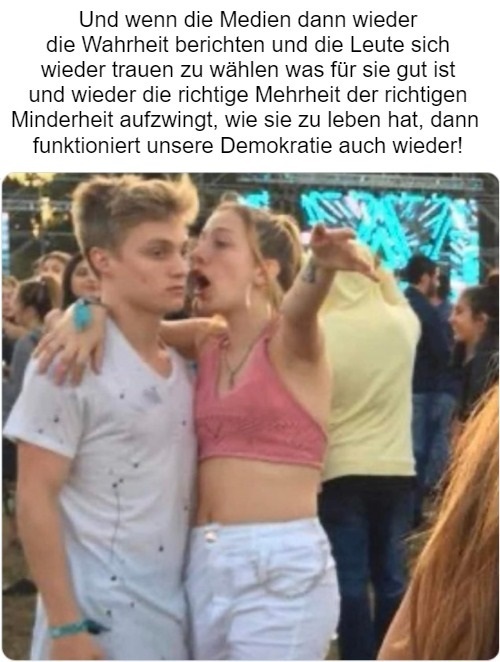 Und wenn die Medien dann wieder
die Wahrheit berichten und die Leute sich
wieder trauen zu wählen was für sie gut ist
und wieder die richtige Mehrheit der richtigen
Minderheit aufzwingt, wie sie zu leben hat, dann
funktioniert unsere Demokratie auch wieder!